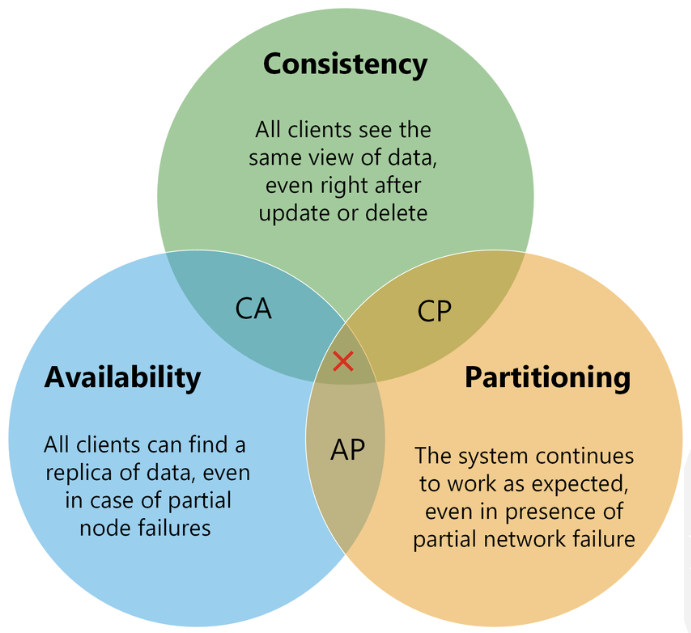 Consistency
All clients see the
same view of data,
even right after
update or delete
CA
CP
Availability
All clients can find a
replica of data, even
in case of partial
node failures
AP
Partitioning
The system continues
to work as expected,
even in presence of
partial network failure